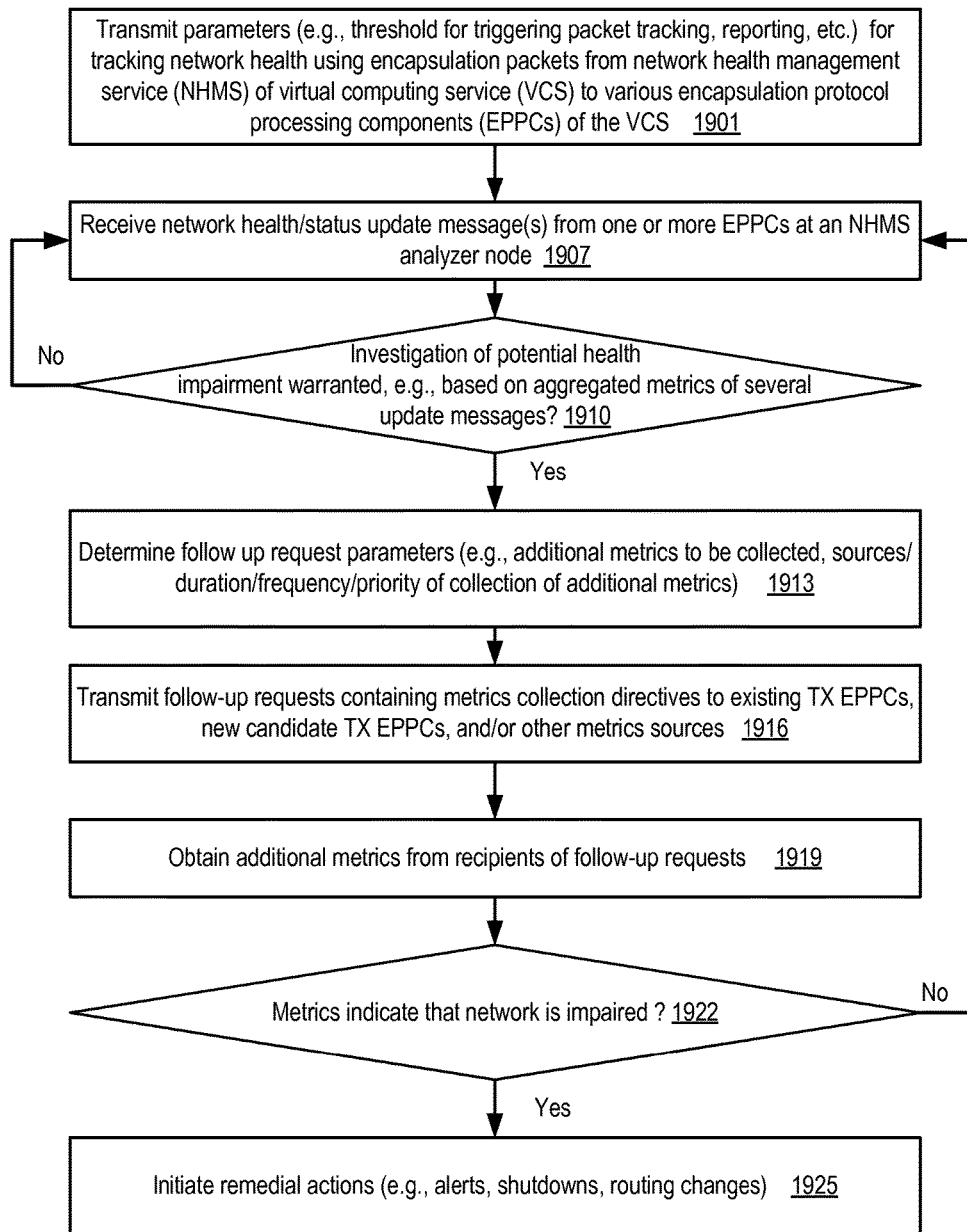 Transmit parameters (e.g., threshold for triggering packet tracking, reporting, etc.) for
tracking network health using encapsulation packets from network health management
service (NHMS) of virtual computing service (VCS) to various encapsulation protocol
processing components (EPPCs) of the VCS 1901
Receive network health/status update message(s) from one or more EPPCs at an NHMS
analyzer node 1907
No
Investigation of potential health
impairment warranted, e.g., based on aggregated metrics of several
update messages? 1910
Yes
Determine follow up request parameters (e.g., additional metrics to be collected, sources/
duration/frequency/priority of collection of additional metrics) 1913
Transmit follow-up requests containing metrics collection directives to existing TX EPPCs,
new candidate TX EPPCs, and/or other metrics sources 1916
Obtain additional metrics from recipients of follow-up requests 1919
Metrics indicate that network is impaired ? 1922
No
Yes
Initiate remedial actions (e.g., alerts, shutdowns, routing changes) 1925